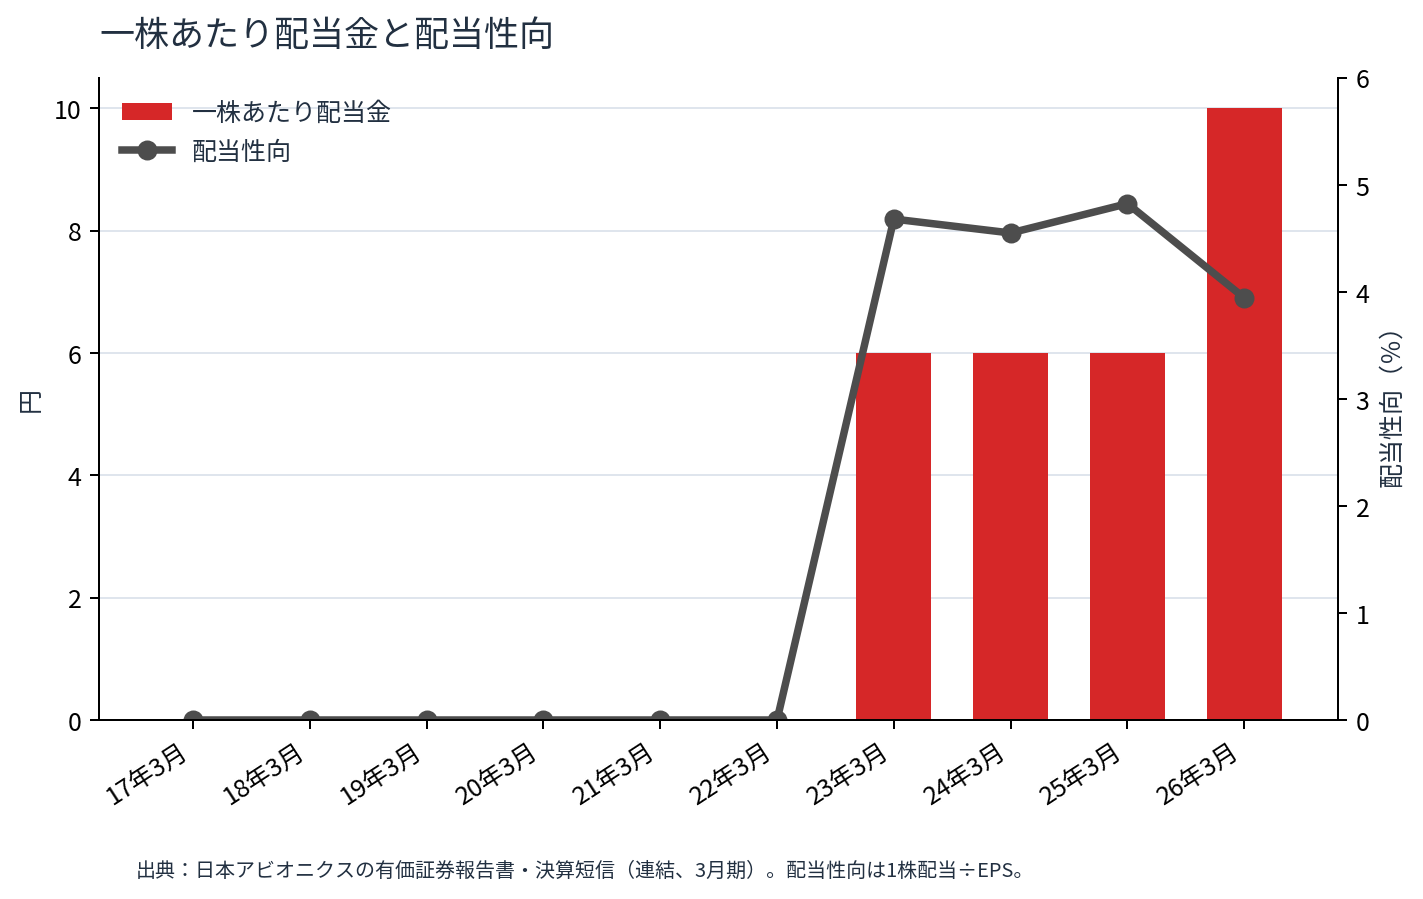 一株あたり配当金と配当性向
一株あたり配当金
配当性向
円
10
8
6
4
2
0
6
5
4
3
2
1
0
配当性向（%）
17年3月
18年3月
19年3月
20年3月
21年3月
22年3月
23年3月
24年3月
25年3月
26年3月
出典：日本アビオニクスの有価証券報告書・決算短信（連結、3月期）。配当性向は1株配当÷EPS。